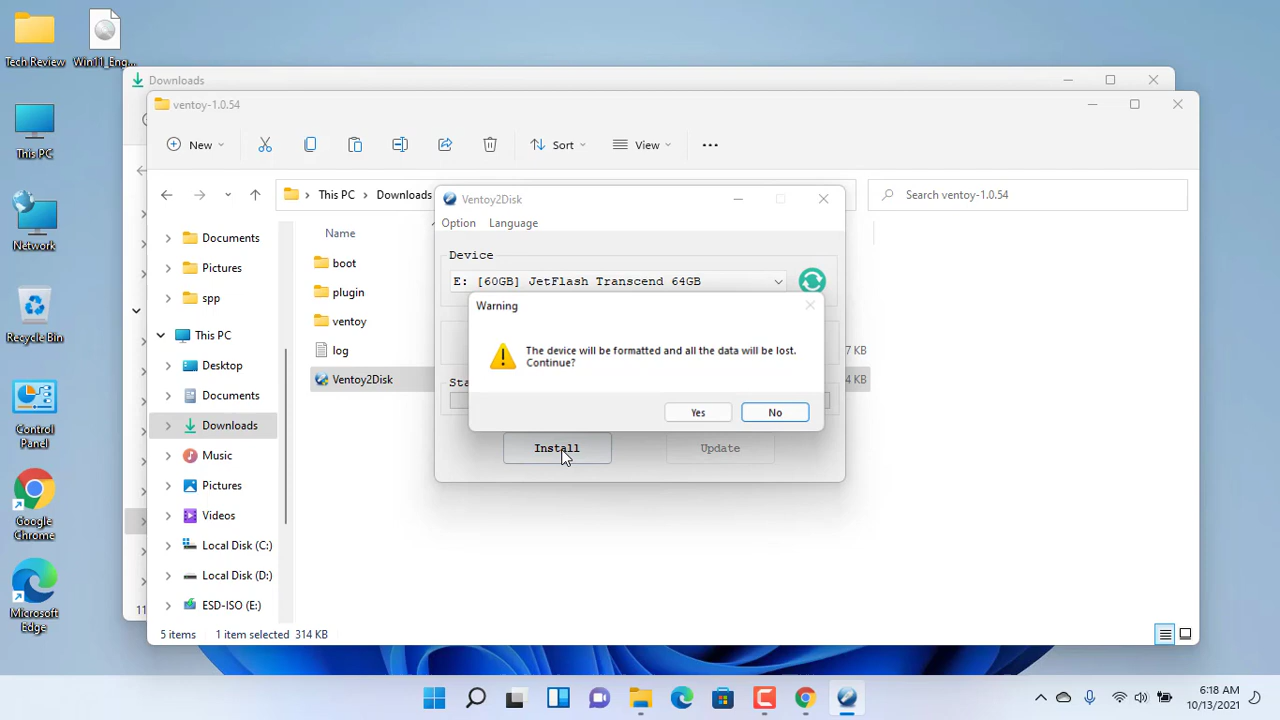 Tech Review
Win11_Eng...
This PC
Network
Recycle Bin
Control
Panel
Google
Chrome
Microsoft
Edge
Downloads
11
ventoy-1.0.54
New
Sort
View
This PC
Downloads
Search ventoy-1.0.54
Documents
Pictures
spp
This PC
Desktop
Documents
Downloads
Music
Pictures
Videos
Local Disk (C:)
Local Disk (D:)
ESD-ISO (E:)
Name
boot
plugin
ventoy
log
7 KB
Ventoy2Disk
4 KB
5 items
1 item selected 314 KB
Ventoy2Disk
Option Language
Device
E: [60GB] JetFlash Transcend 64GB
Sta
Install
Update
Warning
The device will be formatted and all the data will be lost.
Continue?
Yes
No
6:18 AM
10/13/2021